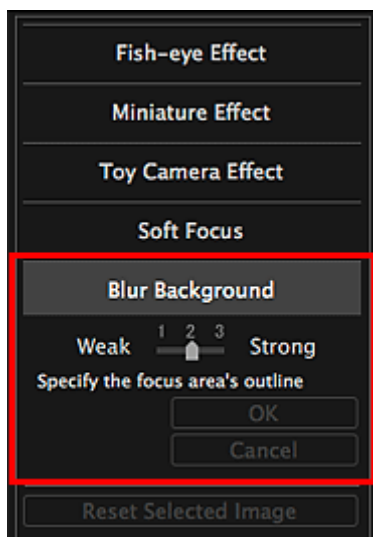 Fish-eye Effect
Miniature Effect
Toy Camera Effect
Soft Focus
Blur Background
1 2 3
Weak Strong
Specify the focus area's outline
OK
Cancel
Reset Selected Image